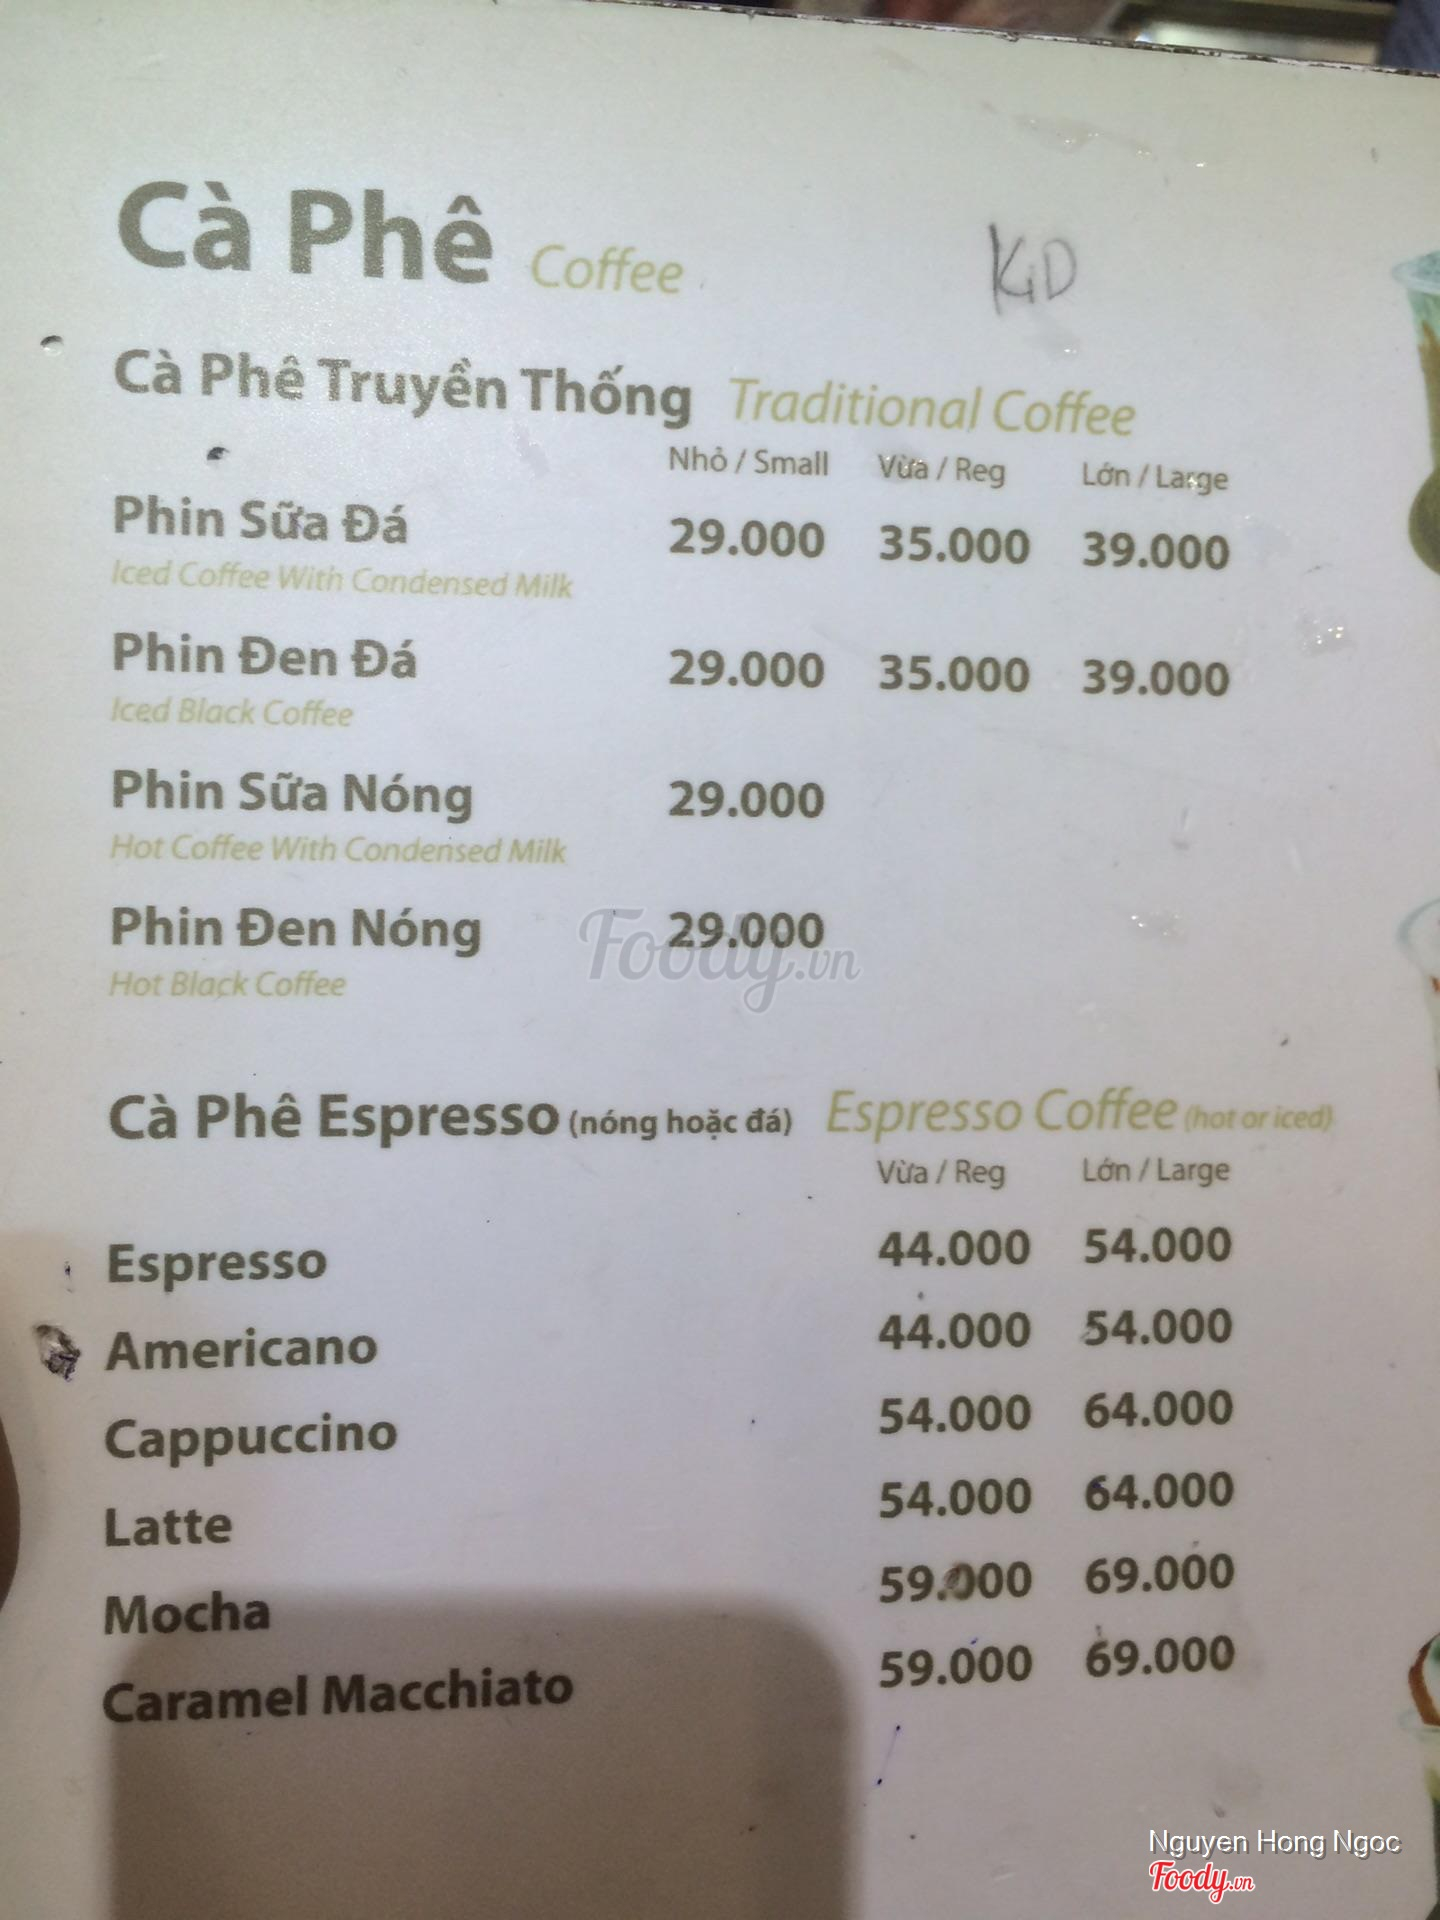 Cà Phê Coffee
KD
Cà Phê Truyền Thống Traditional Coffee
Nhỏ / Small Vừa / Reg Lớn / Large
Phin Sữa Đá 29.000 35.000 39.000
Iced Coffee With Condensed Milk
Phin Đen Đá 29.000 35.000 39.000
Iced Black Coffee
Phin Sữa Nóng 29.000
Hot Coffee With Condensed Milk
Phin Đen Nóng 29.000
Hot Black Coffee
Foody.vn
Cà Phê Espresso (nóng hoặc đá) Espresso Coffee (hot or iced)
Vừa / Reg Lớn / Large
Espresso 44.000 54.000
Americano 44.000 54.000
Cappuccino 54.000 64.000
Latte 54.000 64.000
Mocha 59.000 69.000
Caramel Macchiato 59.000 69.000
Nguyen Hong Ngoc
Foody.vn